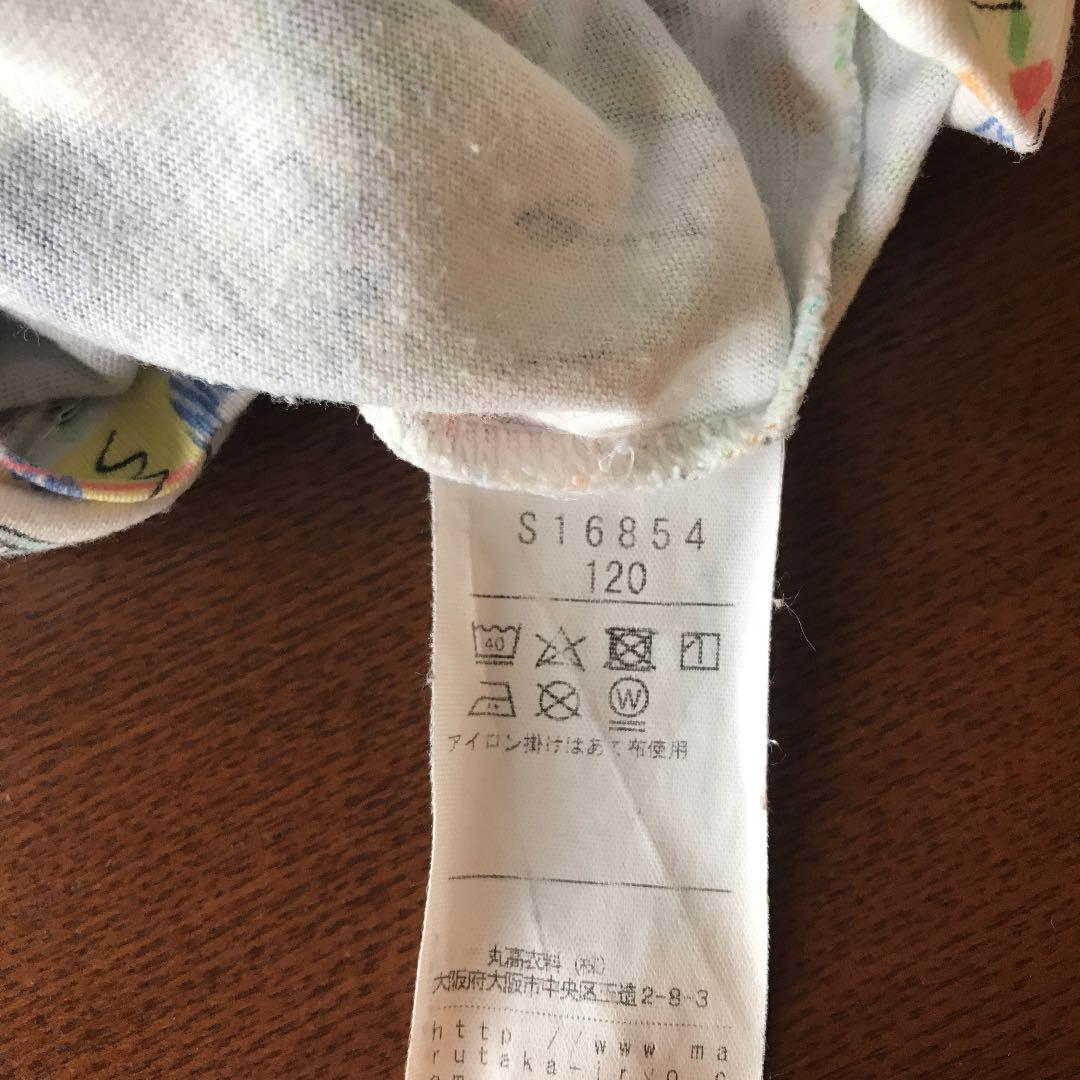 S16854
120
40
W
アイロン掛けはあて布使用
丸高衣料（株）
大阪府大阪市中央区玉造2-8-3
http://www.ma
rutaka-iryo.c